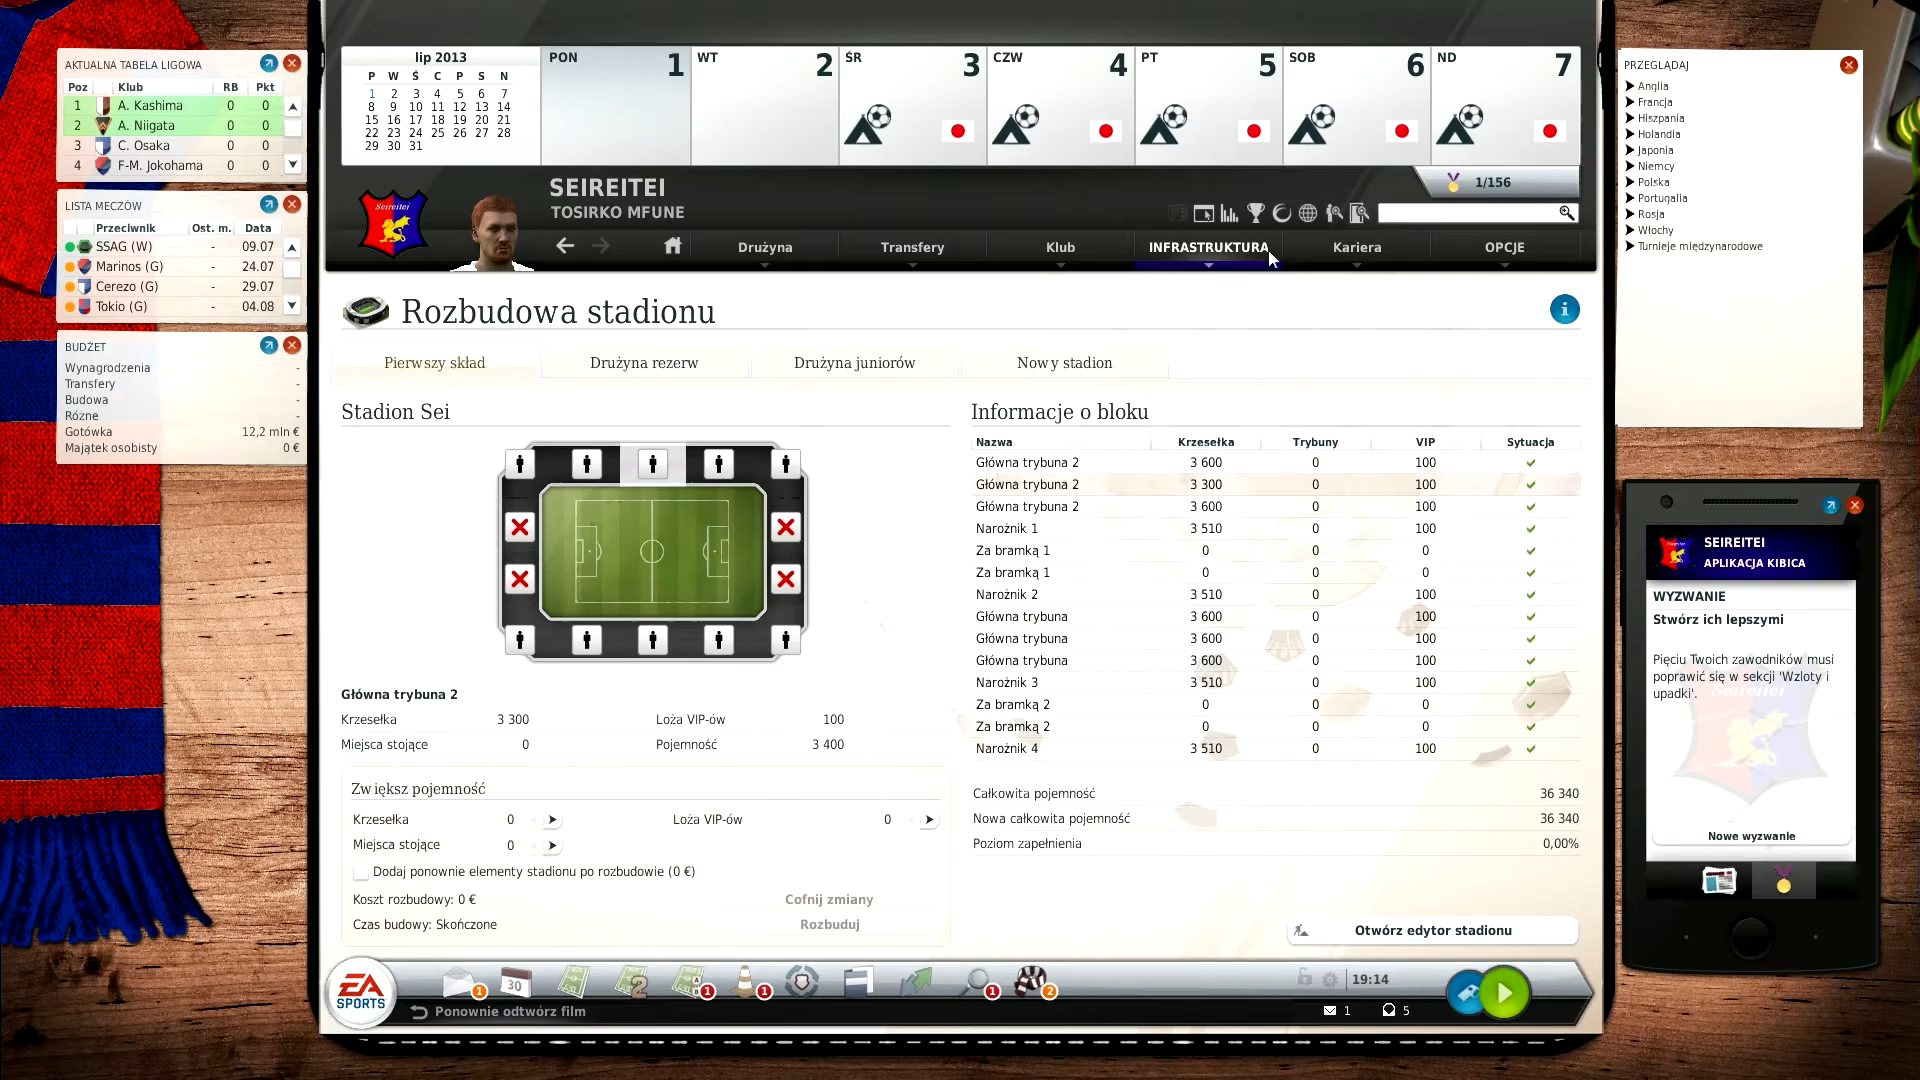 AKTUALNA TABELA LIGOWA
Poz Klub RB Pkt
1 A. Kashima 0 0
2 A. Niigata 0 0
3 C. Osaka 0 0
4 F-M. Jokohama 0 0
LISTA MECZÓW
Przeciwnik Ost. m. Data
SSAG (W) - 09.07
Marinos (G) - 24.07
Cerezo (G) - 29.07
Tokio (G) - 04.08
BUDŻET
Wynagrodzenia -
Transfery -
Budowa -
Różne -
Gotówka 12,2 mln €
Majątek osobisty 0 €
lip 2013
P W Ś C P S N
1 2 3 4 5 6 7
8 9 10 11 12 13 14
15 16 17 18 19 20 21
22 23 24 25 26 27 28
29 30 31
PON 1 WT 2 ŚR 3 CZW 4 PT 5 SOB 6 ND 7
1/156
Seireitei
SEIREITEI
TOSIRKO MFUNE
Drużyna Transfery Klub INFRASTRUKTURA Kariera OPCJE
Rozbudowa stadionu
i
Pierwszy skład Drużyna rezerw Drużyna juniorów Nowy stadion
Stadion Sei
Główna trybuna 2
Krzesełka 3 300 Loża VIP-ów 100
Miejsca stojące 0 Pojemność 3 400
Zwiększ pojemność
Krzesełka 0 Loża VIP-ów 0
Miejsca stojące 0
Dodaj ponownie elementy stadionu po rozbudowie (0 €)
Koszt rozbudowy: 0 € Cofnij zmiany
Czas budowy: Skończone Rozbuduj
Informacje o bloku
Nazwa Krzesełka Trybuny VIP Sytuacja
Główna trybuna 2 3 600 0 100
Główna trybuna 2 3 300 0 100
Główna trybuna 2 3 600 0 100
Narożnik 1 3 510 0 100
Za bramką 1 0 0 0
Za bramką 1 0 0 0
Narożnik 2 3 510 0 100
Główna trybuna 3 600 0 100
Główna trybuna 3 600 0 100
Główna trybuna 3 600 0 100
Narożnik 3 3 510 0 100
Za bramką 2 0 0 0
Za bramką 2 0 0 0
Narożnik 4 3 510 0 100
Całkowita pojemność 36 340
Nowa całkowita pojemność 36 340
Poziom zapełnienia 0,00%
Otwórz edytor stadionu
EA
SPORTS
1 30 2 1 1 1 2
19:14
Ponownie odtwórz film
1 5
PRZEGLĄDAJ
Anglia
Francja
Hiszpania
Holandia
Japonia
Niemcy
Polska
Portugalia
Rosja
Włochy
Turnieje międzynarodowe
SEIREITEI
APLIKACJA KIBICA
WYZWANIE
Stwórz ich lepszymi
Pięciu Twoich zawodników musi
poprawić się w sekcji 'Wzloty i
upadki'.
Seireitei
Nowe wyzwanie